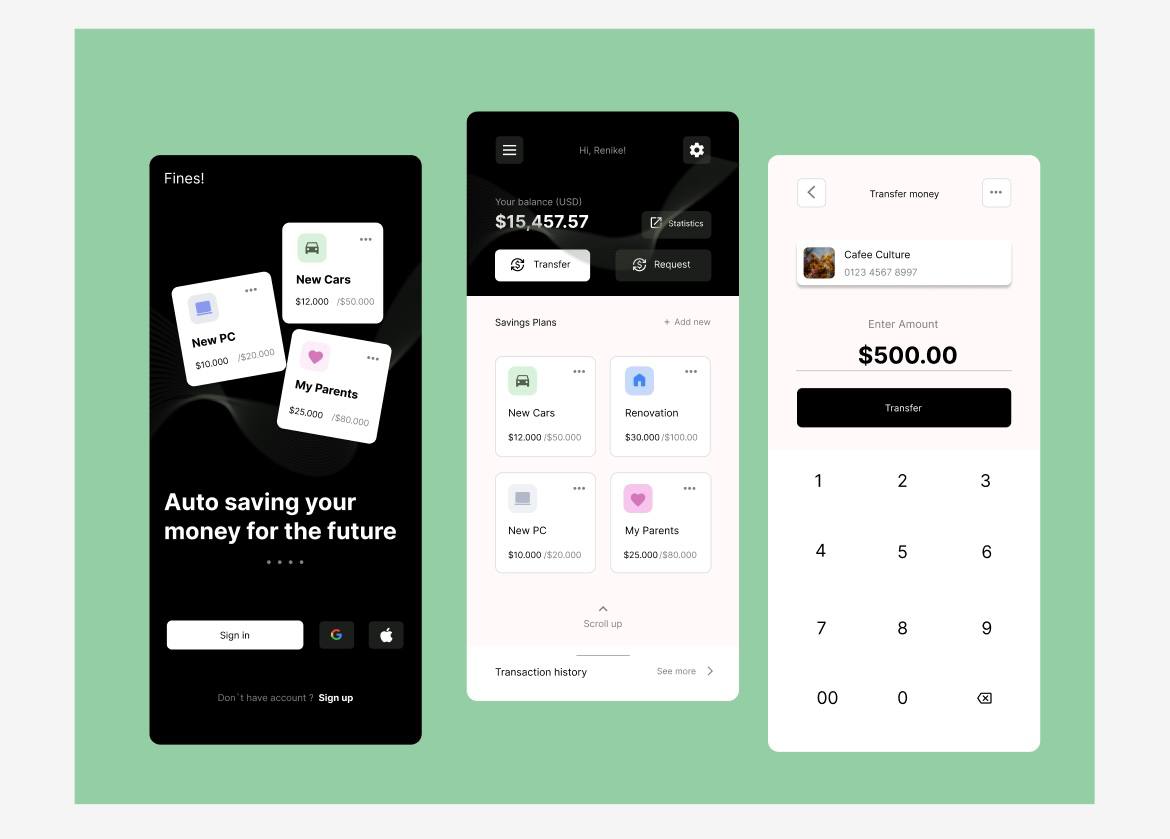 Fines!
New Cars
$12.000 /$50.000
New PC
$10.000 /$20.000
My Parents
$25.000 /$80.000
Auto saving your
money for the future
Sign in
Don`t have account ? Sign up
Hi, Renike!
Your balance (USD)
$15,457.57
Statistics
Transfer
Request
Savings Plans
+ Add new
New Cars
$12.000 /$50.000
Renovation
$30.000 /$100.00
New PC
$10.000 /$20.000
My Parents
$25.000 /$80.000
Scroll up
Transaction history
See more
Transfer money
Cafee Culture
0123 4567 8997
Enter Amount
$500.00
Transfer
1 2 3
4 5 6
7 8 9
00 0